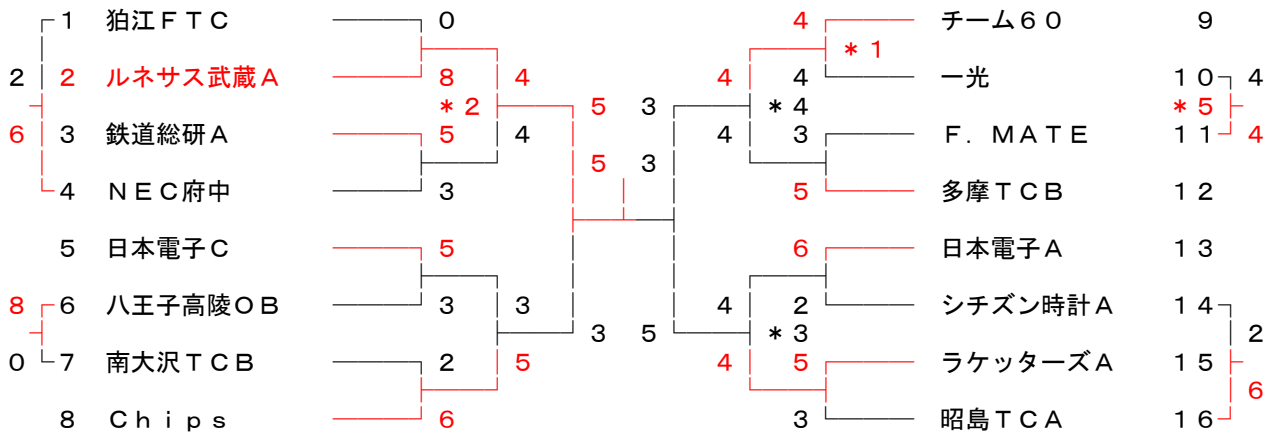 1 狛江FTC 0 4 チーム60 9
*1
2 2 ルネサス武蔵A 8 4 4 4 一光 10 4
*2 5 3 *4 *5
6 3 鉄道総研A 5 4 4 3 F.MATE 11 4
5 3
4 NEC府中 3 5 多摩TCB 12
5 日本電子C 5 6 日本電子A 13
8 6 八王子高陵OB 3 3 4 2 シチズン時計A 14
3 5 *3 2
0 7 南大沢TCB 2 5 4 5 ラケッターズA 15
6
8 Chips 6 3 昭島TCA 16